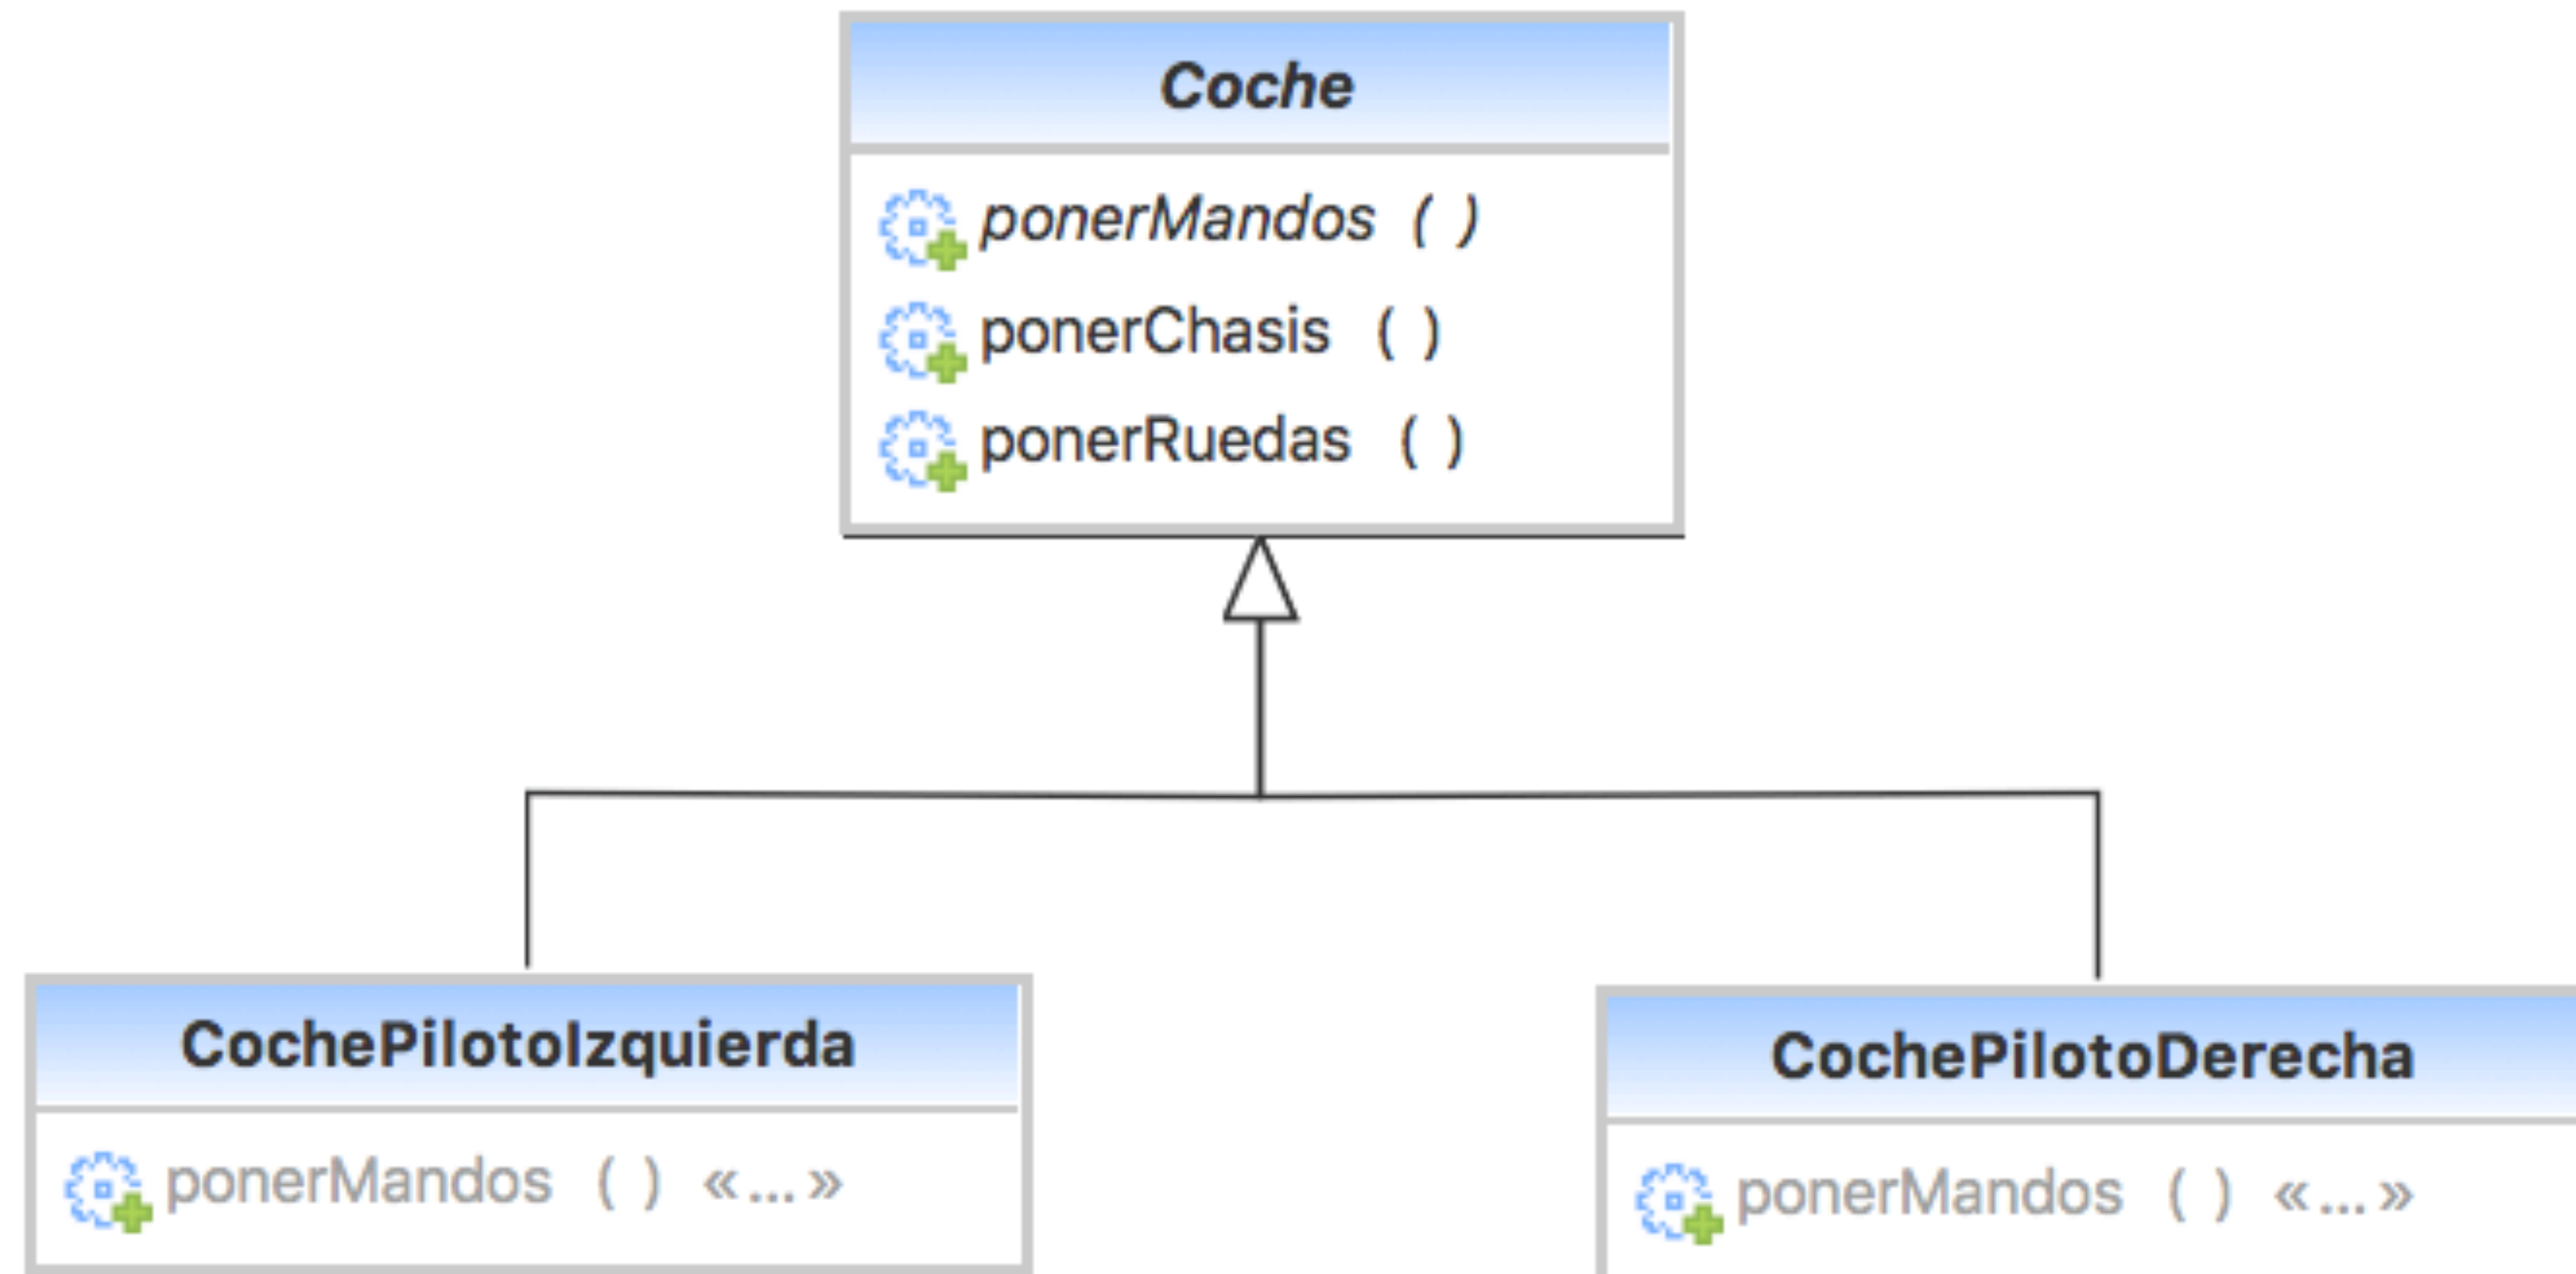 Coche
ponerMandos ( )
ponerChasis ( )
ponerRuedas ( )
CochePilotoIzquierda
ponerMandos ( ) «...»
CochePilotoDerecha
ponerMandos ( ) «...»